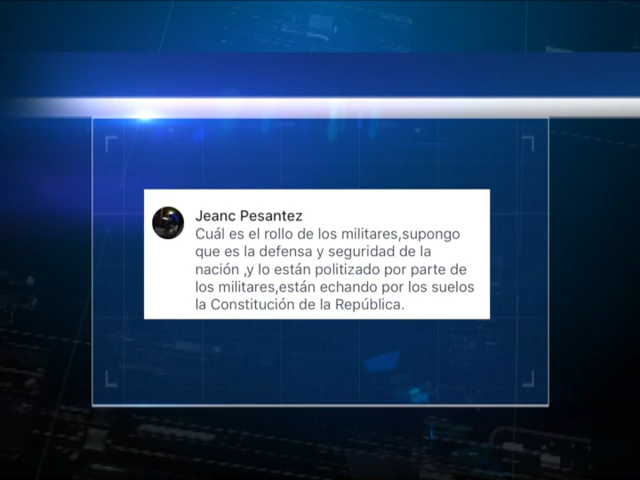 Jeanc Pesantez
Cuál es el rollo de los militares,supongo
que es la defensa y seguridad de la
nación ,y lo están politizado por parte de
los militares,están echando por los suelos
la Constitución de la República.